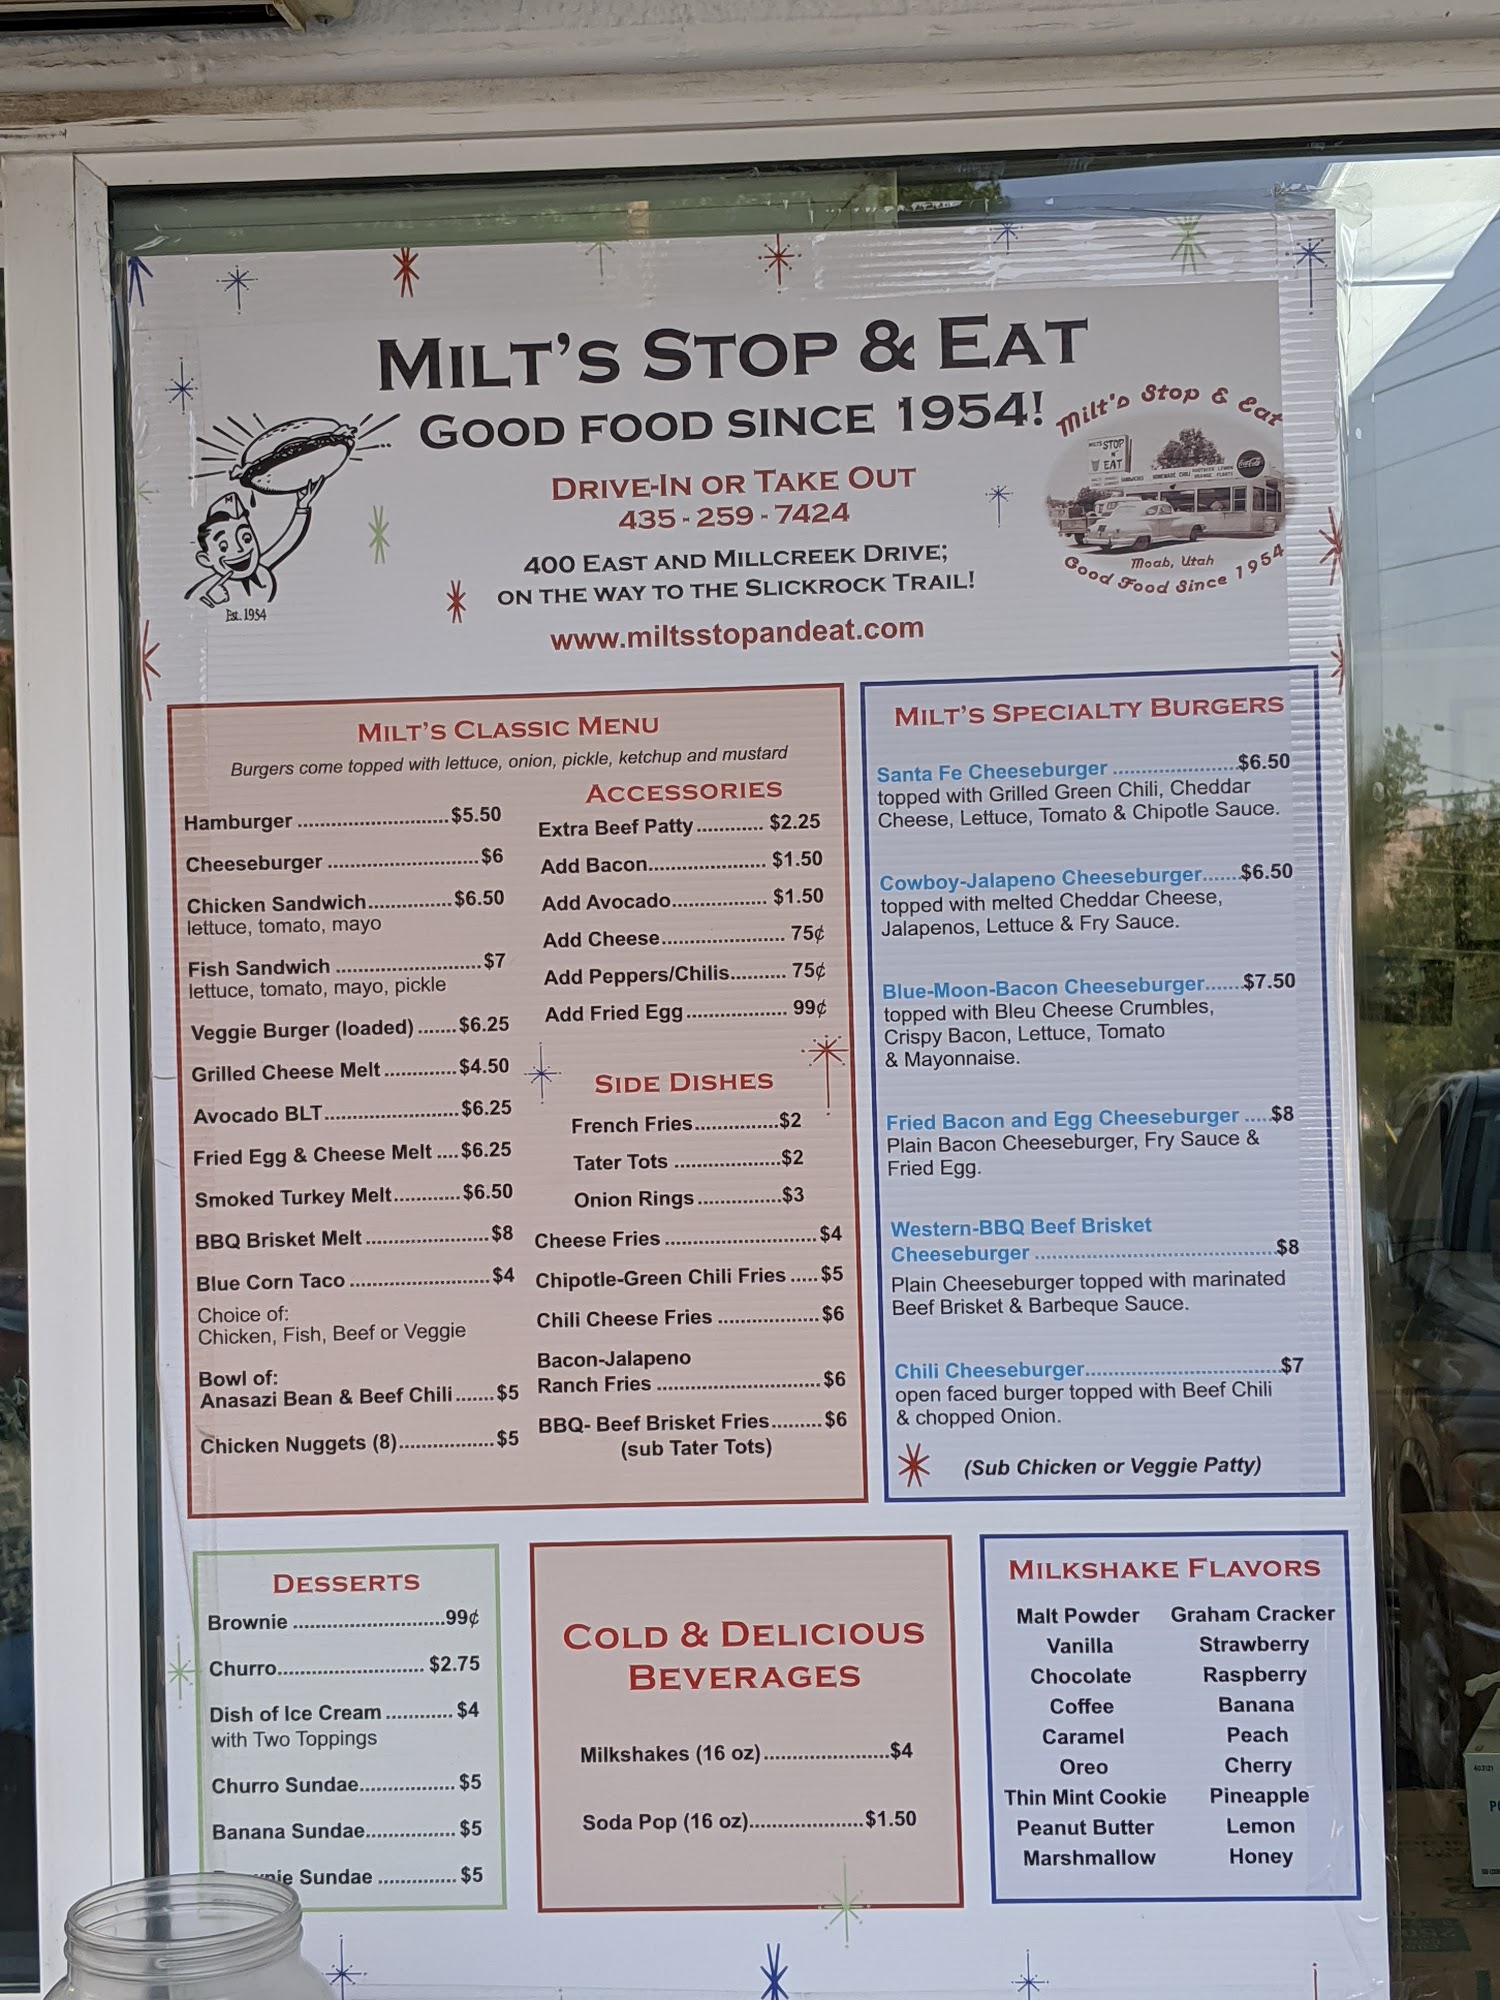 MILT'S STOP & EAT
GOOD FOOD SINCE 1954!
DRIVE-IN OR TAKE OUT
435 - 259 - 7424
400 EAST AND MILLCREEK DRIVE;
ON THE WAY TO THE SLICKROCK TRAIL!
www.miltsstopandeat.com
Est. 1954
Milt's Stop & Eat
STOP
N'
EAT
Coca-Cola
Moab, Utah
Good Food Since 1954
MILT'S CLASSIC MENU
Burgers come topped with lettuce, onion, pickle, ketchup and mustard
Hamburger ............................ $5.50
Cheeseburger ............................ $6
Chicken Sandwich............... $6.50
lettuce, tomato, mayo
Fish Sandwich ........................... $7
lettuce, tomato, mayo, pickle
Veggie Burger (loaded) ....... $6.25
Grilled Cheese Melt ............. $4.50
Avocado BLT......................... $6.25
Fried Egg & Cheese Melt .... $6.25
Smoked Turkey Melt............ $6.50
BBQ Brisket Melt ....................... $8
Blue Corn Taco .......................... $4
Choice of:
Chicken, Fish, Beef or Veggie
Bowl of:
Anasazi Bean & Beef Chili ....... $5
Chicken Nuggets (8).................. $5
ACCESSORIES
Extra Beef Patty ............ $2.25
Add Bacon..................... $1.50
Add Avocado................. $1.50
Add Cheese....................... 75¢
Add Peppers/Chilis.......... 75¢
Add Fried Egg ................... 99¢
SIDE DISHES
French Fries............... $2
Tater Tots .................... $2
Onion Rings ............... $3
Cheese Fries ............................ $4
Chipotle-Green Chili Fries ..... $5
Chili Cheese Fries ................... $6
Bacon-Jalapeno
Ranch Fries .............................. $6
BBQ- Beef Brisket Fries......... $6
(sub Tater Tots)
MILT'S SPECIALTY BURGERS
Santa Fe Cheeseburger ....................... $6.50
topped with Grilled Green Chili, Cheddar
Cheese, Lettuce, Tomato & Chipotle Sauce.
Cowboy-Jalapeno Cheeseburger....... $6.50
topped with melted Cheddar Cheese,
Jalapenos, Lettuce & Fry Sauce.
Blue-Moon-Bacon Cheeseburger....... $7.50
topped with Bleu Cheese Crumbles,
Crispy Bacon, Lettuce, Tomato
& Mayonnaise.
Fried Bacon and Egg Cheeseburger ..... $8
Plain Bacon Cheeseburger, Fry Sauce &
Fried Egg.
Western-BBQ Beef Brisket
Cheeseburger ............................................ $8
Plain Cheeseburger topped with marinated
Beef Brisket & Barbeque Sauce.
Chili Cheeseburger................................... $7
open faced burger topped with Beef Chili
& chopped Onion.
(Sub Chicken or Veggie Patty)
DESSERTS
Brownie ........................... 99¢
Churro.......................... $2.75
Dish of Ice Cream ............ $4
with Two Toppings
Churro Sundae................. $5
Banana Sundae................ $5
Sundae .............. $5
COLD & DELICIOUS
BEVERAGES
Milkshakes (16 oz)...................... $4
Soda Pop (16 oz).................... $1.50
MILKSHAKE FLAVORS
Malt Powder
Vanilla
Chocolate
Coffee
Caramel
Oreo
Thin Mint Cookie
Peanut Butter
Marshmallow
Graham Cracker
Strawberry
Raspberry
Banana
Peach
Cherry
Pineapple
Lemon
Honey